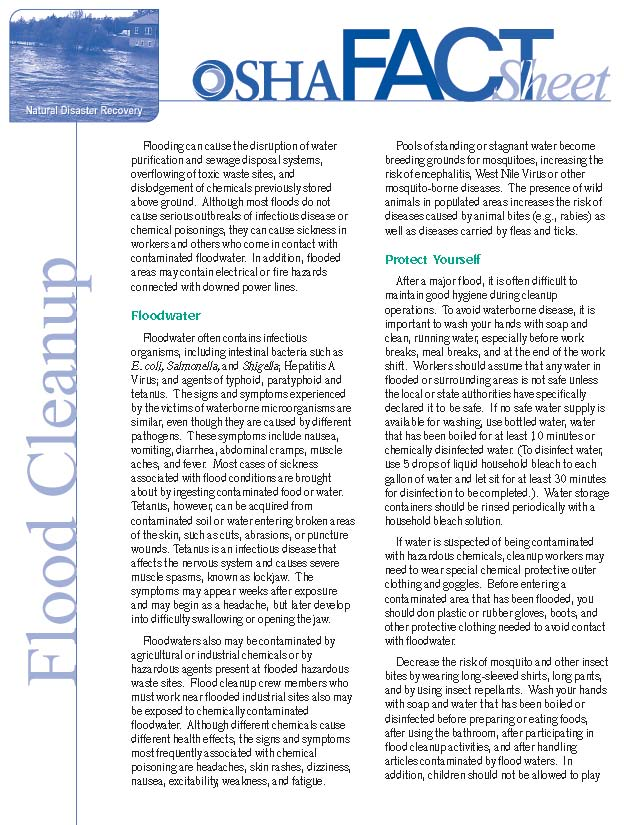 Natural Disaster Recovery
OSHA FACT Sheet
Flood Cleanup
Flooding can cause the disruption of water
purification and sewage disposal systems,
overflowing of toxic waste sites, and
dislodgement of chemicals previously stored
above ground. Although most floods do not
cause serious outbreaks of infectious disease or
chemical poisonings, they can cause sickness in
workers and others who come in contact with
contaminated floodwater. In addition, flooded
areas may contain electrical or fire hazards
connected with downed power lines.
Floodwater
Floodwater often contains infectious
organisms, including intestinal bacteria such as
E. coli, Salmonella, and Shigella; Hepatitis A
Virus; and agents of typhoid, paratyphoid and
tetanus. The signs and symptoms experienced
by the victims of waterborne microorganisms are
similar, even though they are caused by different
pathogens. These symptoms include nausea,
vomiting, diarrhea, abdominal cramps, muscle
aches, and fever. Most cases of sickness
associated with flood conditions are brought
about by ingesting contaminated food or water.
Tetanus, however, can be acquired from
contaminated soil or water entering broken areas
of the skin, such as cuts, abrasions, or puncture
wounds. Tetanus is an infectious disease that
affects the nervous system and causes severe
muscle spasms, known as lockjaw. The
symptoms may appear weeks after exposure
and may begin as a headache, but later develop
into difficulty swallowing or opening the jaw.
Floodwaters also may be contaminated by
agricultural or industrial chemicals or by
hazardous agents present at flooded hazardous
waste sites. Flood cleanup crew members who
must work near flooded industrial sites also may
be exposed to chemically contaminated
floodwater. Although different chemicals cause
different health effects, the signs and symptoms
most frequently associated with chemical
poisoning are headaches, skin rashes, dizziness,
nausea, excitability, weakness, and fatigue.
Pools of standing or stagnant water become
breeding grounds for mosquitoes, increasing the
risk of encephalitis, West Nile Virus or other
mosquito-borne diseases. The presence of wild
animals in populated areas increases the risk of
diseases caused by animal bites (e.g., rabies) as
well as diseases carried by fleas and ticks.
Protect Yourself
After a major flood, it is often difficult to
maintain good hygiene during cleanup
operations. To avoid waterborne disease, it is
important to wash your hands with soap and
clean, running water, especially before work
breaks, meal breaks, and at the end of the work
shift. Workers should assume that any water in
flooded or surrounding areas is not safe unless
the local or state authorities have specifically
declared it to be safe. If no safe water supply is
available for washing, use bottled water, water
that has been boiled for at least 10 minutes or
chemically disinfected water. (To disinfect water,
use 5 drops of liquid household bleach to each
gallon of water and let sit for at least 30 minutes
for disinfection to be completed.). Water storage
containers should be rinsed periodically with a
household bleach solution.
If water is suspected of being contaminated
with hazardous chemicals, cleanup workers may
need to wear special chemical protective outer
clothing and goggles. Before entering a
contaminated area that has been flooded, you
should don plastic or rubber gloves, boots, and
other protective clothing needed to avoid contact
with floodwater.
Decrease the risk of mosquito and other insect
bites by wearing long-sleeved shirts, long pants,
and by using insect repellants. Wash your hands
with soap and water that has been boiled or
disinfected before preparing or eating foods,
after using the bathroom, after participating in
flood cleanup activities, and after handling
articles contaminated by flood waters. In
addition, children should not be allowed to play